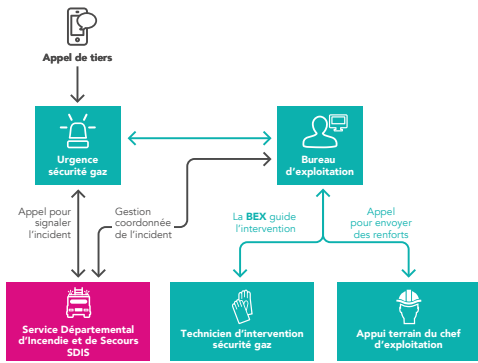 Appel de tiers
Urgence
sécurité gaz
Bureau
d'exploitation
Appel pour
signaler
l'incident
Gestion
coordonnée
de l'incident
La BEX guide
l'intervention
Appel
pour envoyer
des renforts
Service Départemental
d'Incendie et de Secours
SDIS
Technicien d'intervention
sécurité gaz
Appui terrain du chef
d'exploitation